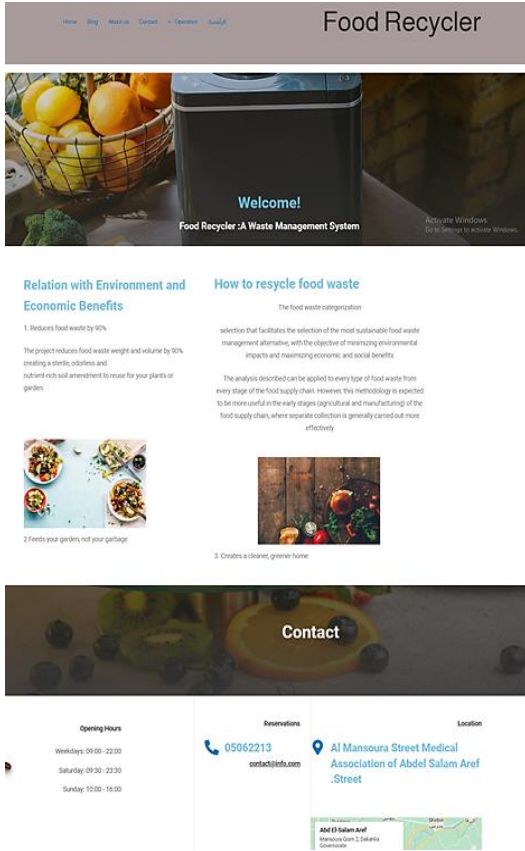 Food Recycler
Home Blog About us Contact Operation الرئيسية
Welcome!
Food Recycler :A Waste Management System
Activate Windows
Go to Settings to activate Windows.
Relation with Environment and
Economic Benefits
1. Reduces food waste by 90%
The project reduces food waste weight and volume by 90%
creating a sterile, odorless and
nutrient-rich soil amendment to reuse for your plants or
garden.
2.Feeds your garden, not your garbage
How to resycle food waste
The food waste categorization
selection that facilitates the selection of the most sustainable food waste
management alternative, with the objective of minimizing environmental
impacts and maximizing economic and social benefits
The analysis described can be applied to every type of food waste from
every stage of the food supply chain. However, this methodology is expected
to be more useful in the early stages (agricultural and manufacturing) of the
food supply chain, where separate collection is generally carried out more
effectively
3. Creates a cleaner, greener home
Contact
Opening Hours
Weekdays: 09:00 - 22:00
Saturday: 09:30 - 23:30
Sunday: 10:00 - 16:00
Reservations
05062213
contact@info.com
Location
Al Mansoura Street Medical
Association of Abdel Salam Aref
.Street
Abd El-Salam Aref
Mansoura Qism 2, Dakahlia
Governorate